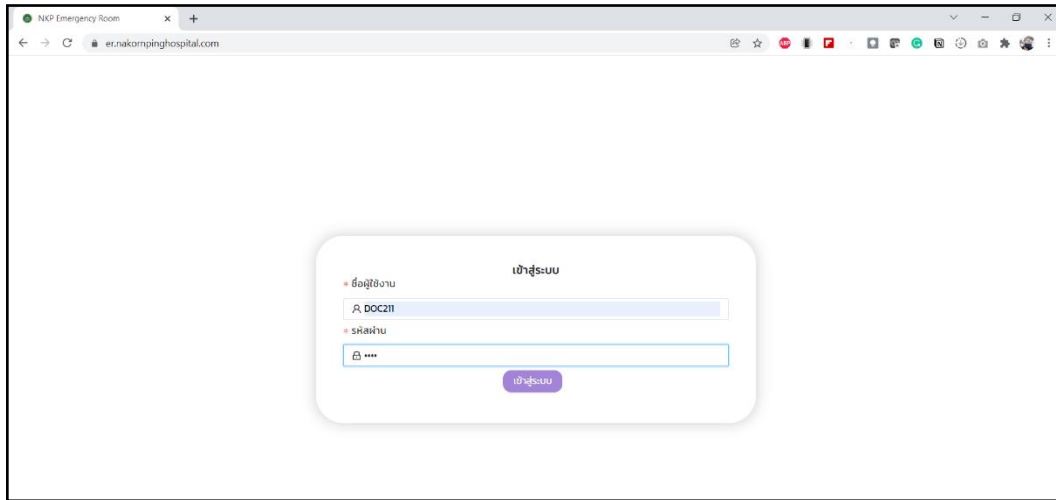 NKP Emergency Room
er.nakornpinghospital.com
เข้าสู่ระบบ
* ชื่อผู้ใช้งาน
DOC211
* รหัสผ่าน
••••
เข้าสู่ระบบ